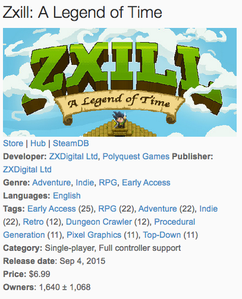 Zxill: A Legend of Time
ZXILL
A Legend of Time
Store | Hub | SteamDB
Developer: ZXDigital Ltd, Polyquest Games Publisher:
ZXDigital Ltd
Genre: Adventure, Indie, RPG, Early Access
Languages: English
Tags: Early Access (25), RPG (22), Adventure (22), Indie
(22), Retro (12), Dungeon Crawler (12), Procedural
Generation (11), Pixel Graphics (11), Top-Down (11)
Category: Single-player, Full controller support
Release date: Sep 4, 2015
Price: $6.99
Owners: 1,640 ± 1,068